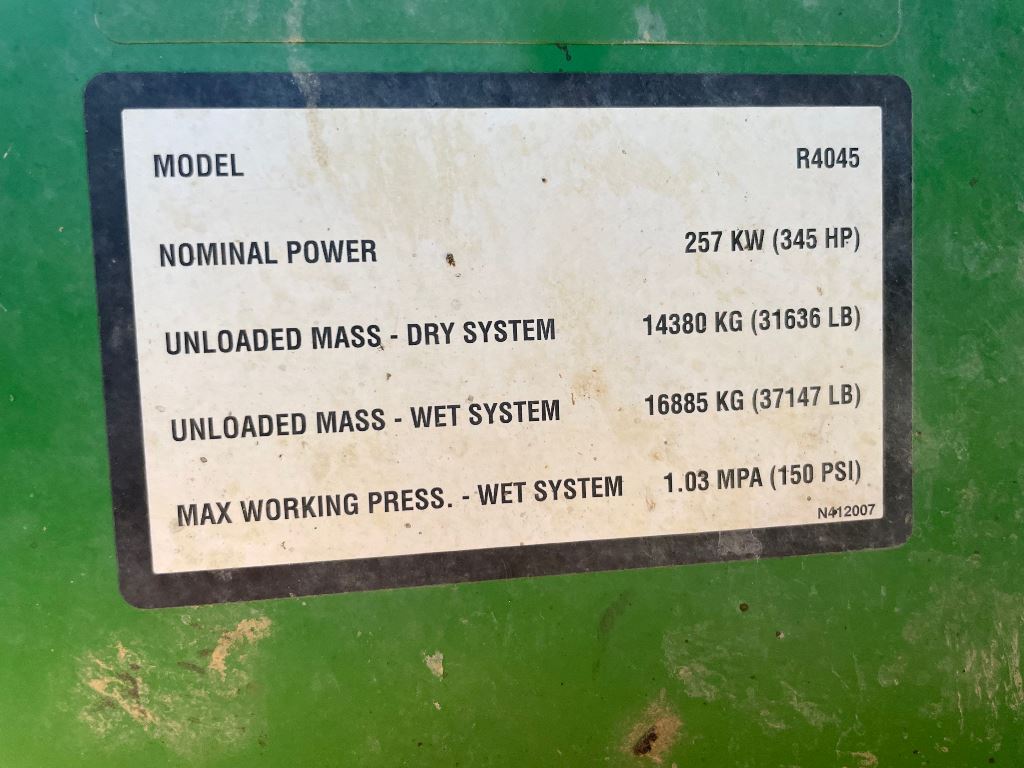 MODEL R4045
NOMINAL POWER 257 KW (345 HP)
UNLOADED MASS - DRY SYSTEM 14380 KG (31636 LB)
UNLOADED MASS - WET SYSTEM 16885 KG (37147 LB)
MAX WORKING PRESS. - WET SYSTEM 1.03 MPA (150 PSI)
N412007